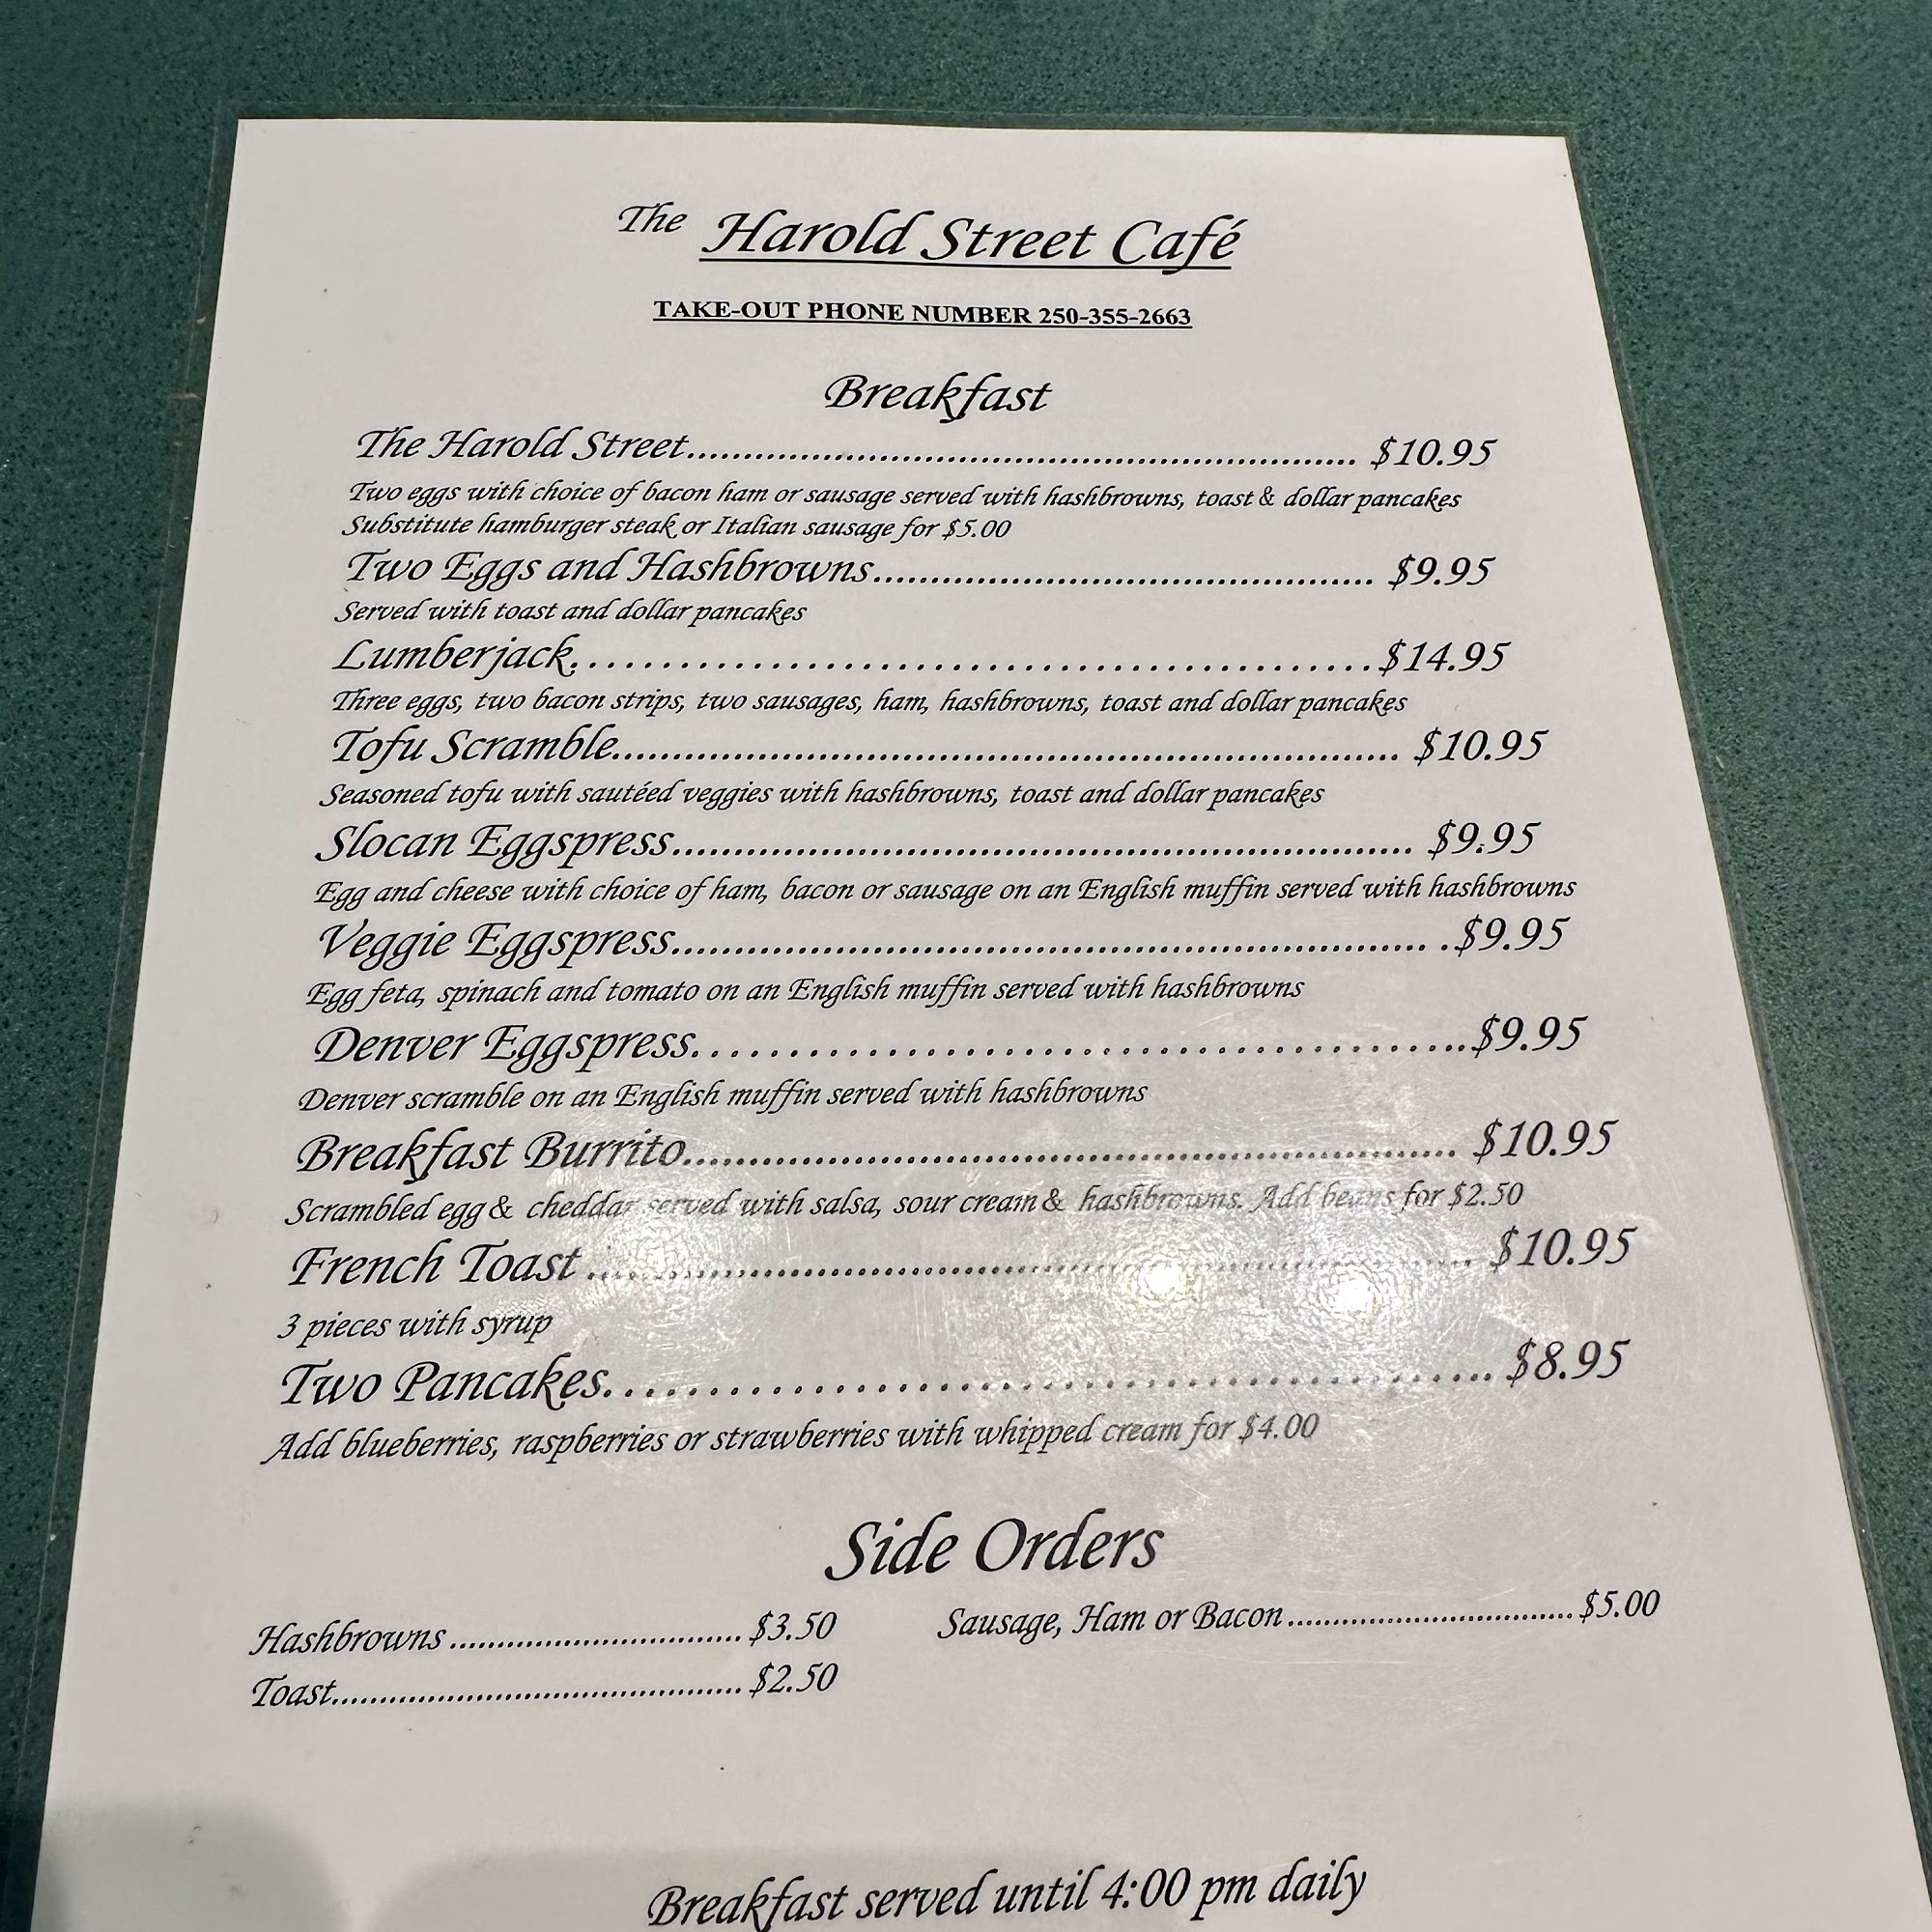 The Harold Street Café
TAKE-OUT PHONE NUMBER 250-355-2663
Breakfast
The Harold Street.......................................................... $10.95
Two eggs with choice of bacon ham or sausage served with hashbrowns, toast & dollar pancakes
Substitute hamburger steak or Italian sausage for $5.00
Two Eggs and Hashbrowns............................................ $9.95
Served with toast and dollar pancakes
Lumberjack............................................$14.95
Three eggs, two bacon strips, two sausages, ham, hashbrowns, toast and dollar pancakes
Tofu Scramble.................................................................. $10.95
Seasoned tofu with sautéed veggies with hashbrowns, toast and dollar pancakes
Slocan Eggspress............................................................. $9.95
Egg and cheese with choice of ham, bacon or sausage on an English muffin served with hashbrowns
Veggie Eggspress............................................................. .$9.95
Egg feta, spinach and tomato on an English muffin served with hashbrowns
Denver Eggspress..........................................$9.95
Denver scramble on an English muffin served with hashbrowns
Breakfast Burrito............................................................. $10.95
Scrambled egg & cheddar served with salsa, sour cream & hashbrowns. Add beans for $2.50
French Toast ................................................................... $10.95
3 pieces with syrup
Two Pancakes.............................................. $8.95
Add blueberries, raspberries or strawberries with whipped cream for $4.00
Side Orders
Hashbrowns ................................ $3.50 Sausage, Ham or Bacon ................................ $5.00
Toast............................................. $2.50
Breakfast served until 4:00 pm daily